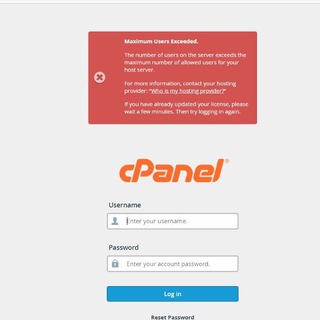 Maximum Users Exceeded.
The number of users on the server exceeds the
maximum number of allowed users for your
host server.
For more information, contact your hosting
provider: "Who is my hosting provider?"
If you have already updated your license, please
wait a few minutes. Then try logging in again.
cPanel®
Username
Enter your username.
Password
Enter your account password.
Log in
Reset Password